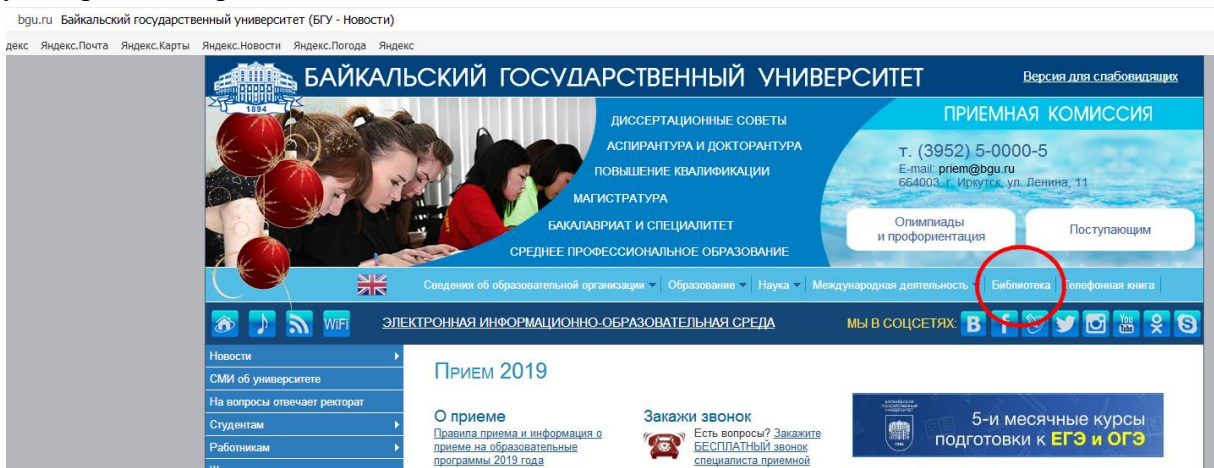 bgu.ru Байкальский государственный университет (БГУ - Новости)
декс Яндекс.Почта Яндекс.Карты Яндекс.Новости Яндекс.Погода Яндекс
БАЙКАЛЬСКИЙ ГОСУДАРСТВЕННЫЙ УНИВЕРСИТЕТ
Версия для слабовидящих
1894
ДИССЕРТАЦИОННЫЕ СОВЕТЫ
АСПИРАНТУРА И ДОКТОРАНТУРА
ПОВЫШЕНИЕ КВАЛИФИКАЦИИ
МАГИСТРАТУРА
БАКАЛАВРИАТ И СПЕЦИАЛИТЕТ
СРЕДНЕЕ ПРОФЕССИОНАЛЬНОЕ ОБРАЗОВАНИЕ
ПРИЕМНАЯ КОМИССИЯ
т. (3952) 5-0000-5
E-mail: priem@bgu.ru
664003, г. Иркутск, ул. Ленина, 11
Олимпиады
и профориентация
Поступающим
Сведения об образовательной организации Образование Наука Международная деятельность Библиотека Телефонная книга
WiFi ЭЛЕКТРОННАЯ ИНФОРМАЦИОННО-ОБРАЗОВАТЕЛЬНАЯ СРЕДА МЫ В СОЦСЕТЯХ: В f You Tube S
Новости
СМИ об университете
На вопросы отвечает ректорат
Студентам
Работникам
Прием 2019
О приеме
Правила приема и информация о
приеме на образовательные
программы 2019 года
Закажи звонок
Есть вопросы? Закажите
БЕСПЛАТНЫЙ звонок
специалиста приемной
5-и месячные курсы
подготовки к ЕГЭ и ОГЭ